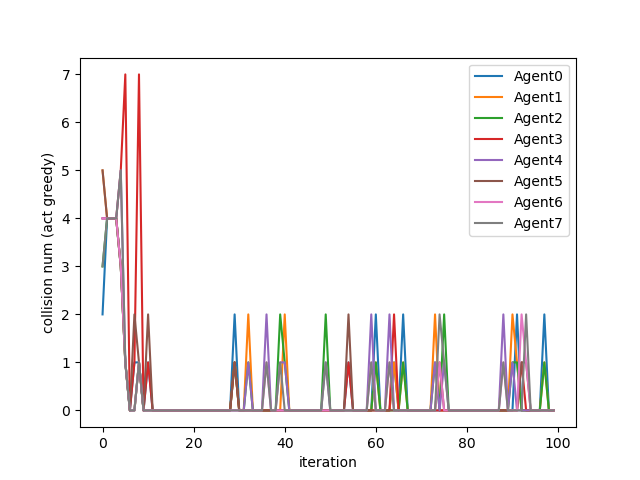 collision num (act greedy)
7
6
5
4
3
2
1
0
0 20 40 60 80 100
iteration
Agent0
Agent1
Agent2
Agent3
Agent4
Agent5
Agent6
Agent7